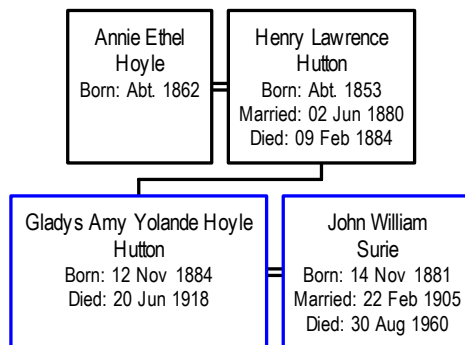 Annie Ethel
Hoyle
Born: Abt. 1862
Henry Lawrence
Hutton
Born: Abt. 1853
Married: 02 Jun 1880
Died: 09 Feb 1884
Gladys Amy Yolande Hoyle
Hutton
Born: 12 Nov 1884
Died: 20 Jun 1918
John William
Surie
Born: 14 Nov 1881
Married: 22 Feb 1905
Died: 30 Aug 1960